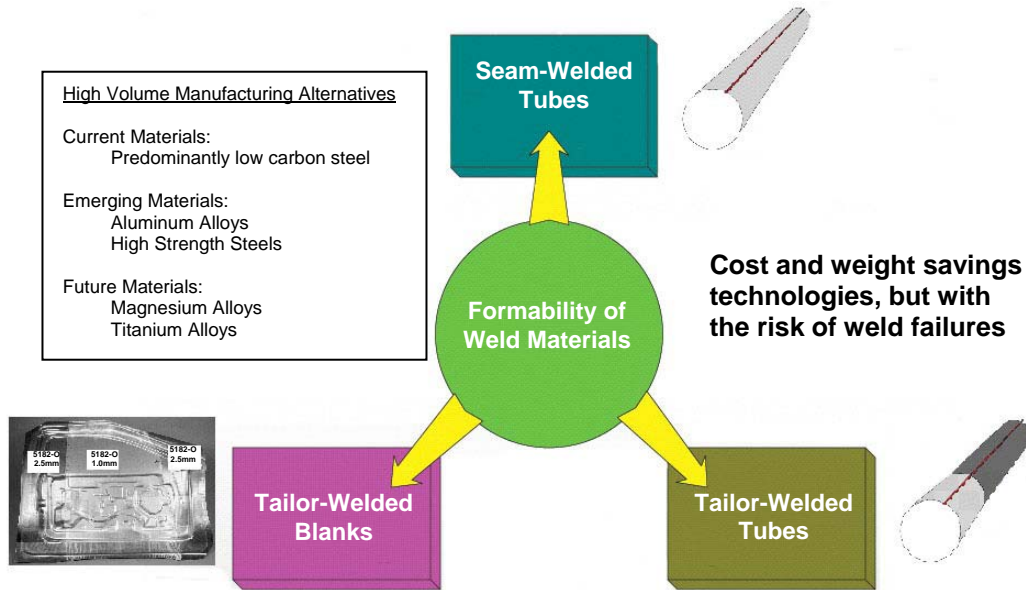 Seam-Welded
Tubes
High Volume Manufacturing Alternatives
Current Materials:
Predominantly low carbon steel
Emerging Materials:
Aluminum Alloys
High Strength Steels
Future Materials:
Magnesium Alloys
Titanium Alloys
Formability of
Weld Materials
Cost and weight savings
technologies, but with
the risk of weld failures
5182-O
2.5mm
5182-O
1.0mm
5182-O
2.5mm
Tailor-Welded
Blanks
Tailor-Welded
Tubes